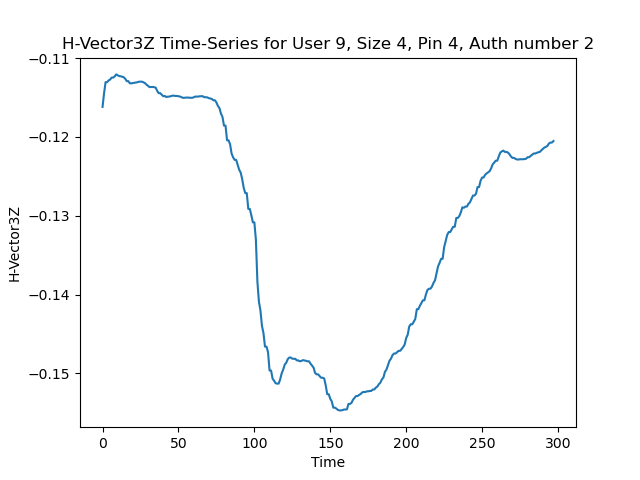 H-Vector3Z Time-Series for User 9, Size 4, Pin 4, Auth number 2
−0.11
−0.12
−0.13
−0.14
−0.15
H-Vector3Z
0 50 100 150 200 250 300
Time